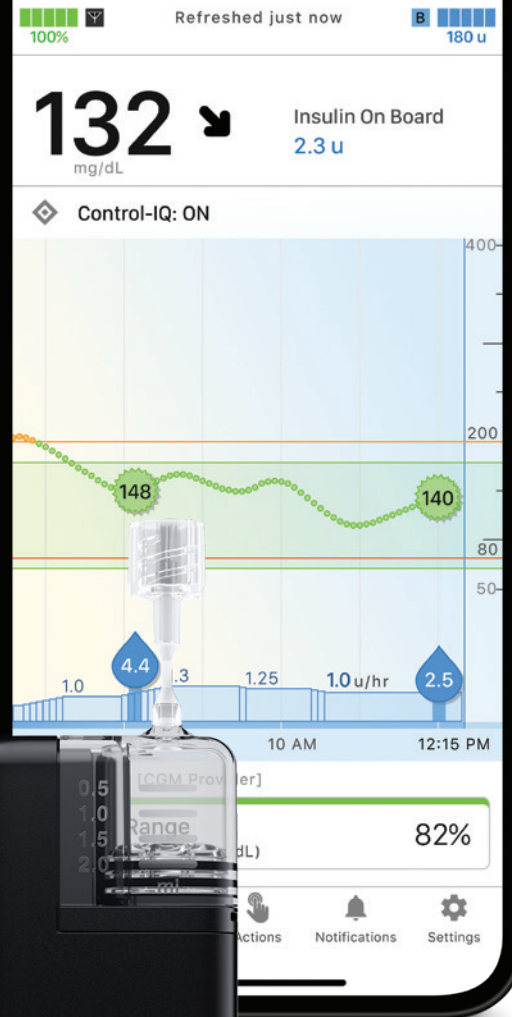 Refreshed just now
B
100%
180 u
132
mg/dL
Insulin On Board
2.3 u
Control-IQ: ON
400
200
148
140
80
50
4.4
2.5
1.0
.3
1.25
1.0 u/hr
10 AM
12:15 PM
[CGM Prov er]
0.5
1.0
1.5
2.0
ml
Range
dL)
82%
Actions
Notifications
Settings